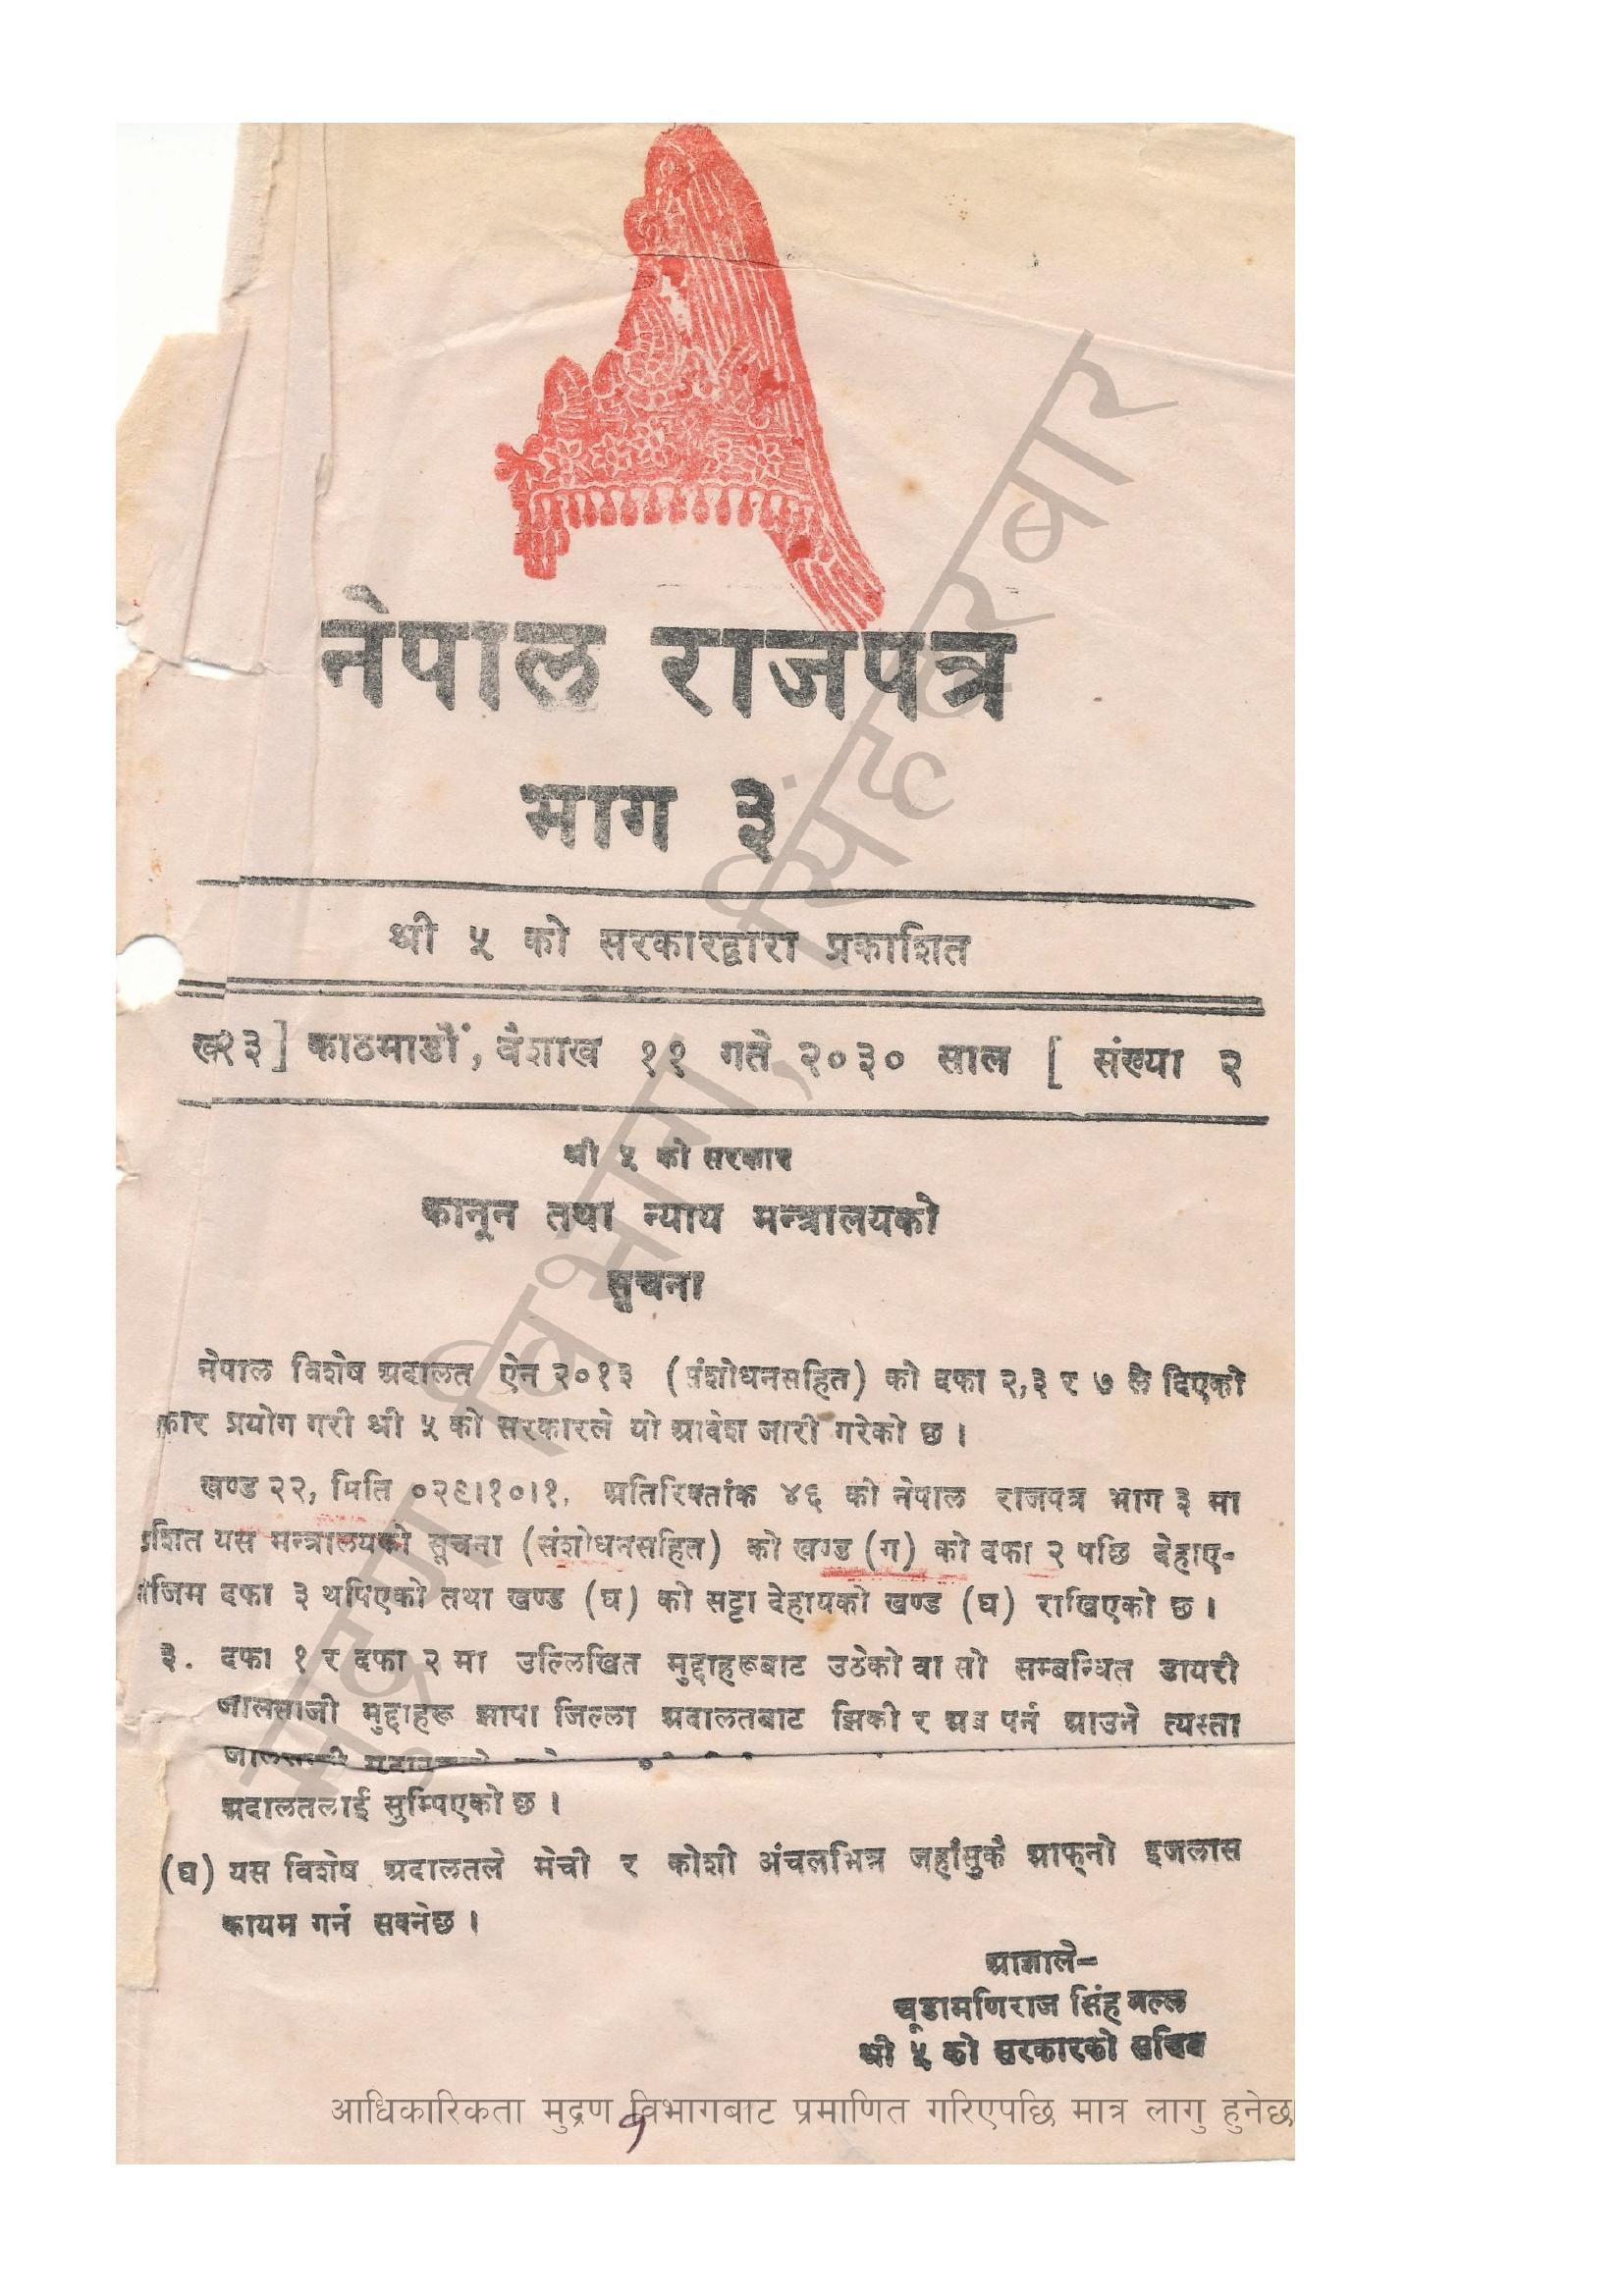 नेपाल राजपत्र
भाग ३
श्री ५ को सरकारद्वारा प्रकाशित
काठमाडौं, वैशाख ११ गते २०३० साल [ संख्या २
श्री ५ को सरकार
कानून तथा न्याय मन्त्रालयको
सूचना
नेपाल विशेष अदालत ऐन २०१३ (संशोधनसहित) को दफा २,३ र ७ ले दिएको
कार प्रयोग गरी श्री ५ को सरकारले यो आदेश जारी गरेको छ ।
खण्ड २२, मिति ०२९।१०।१, अतिरिक्तांक ४६ को नेपाल राजपत्र भाग ३ मा
शित यस मन्त्रालयको सूचना (संशोधनसहित) को खण्ड (ग) को दफा २ पछि देहाए-
जिम दफा ३ थपिएको तथा खण्ड (घ) को सट्टा देहायको खण्ड (घ) राखिएको छ ।
३. दफा १ र दफा २ मा उल्लिखित मुद्दाहरूबाट उठेको वा सो सम्बन्धित डायरी
जालसाजी मुद्दाहरू झापा जिल्ला अदालतबाट झिकी र अब पर्न आउने त्यस्ता
अदालतलाई सुम्पिएको छ ।
(घ) यस विशेष अदालतले मेची र कोशी अंचलभित्र जहाँसुकै आफ्नो इजलास
कायम गर्न सक्नेछ ।
आज्ञाले–
चूडामणिराज सिंह मल्ल
श्री ५ को सरकारको सचिव
आधिकारिकता मुद्रण विभागबाट प्रमाणित गरिएपछि मात्र लागु हुनेछ
१
मुद्रण विभाग, सिंहदरबार